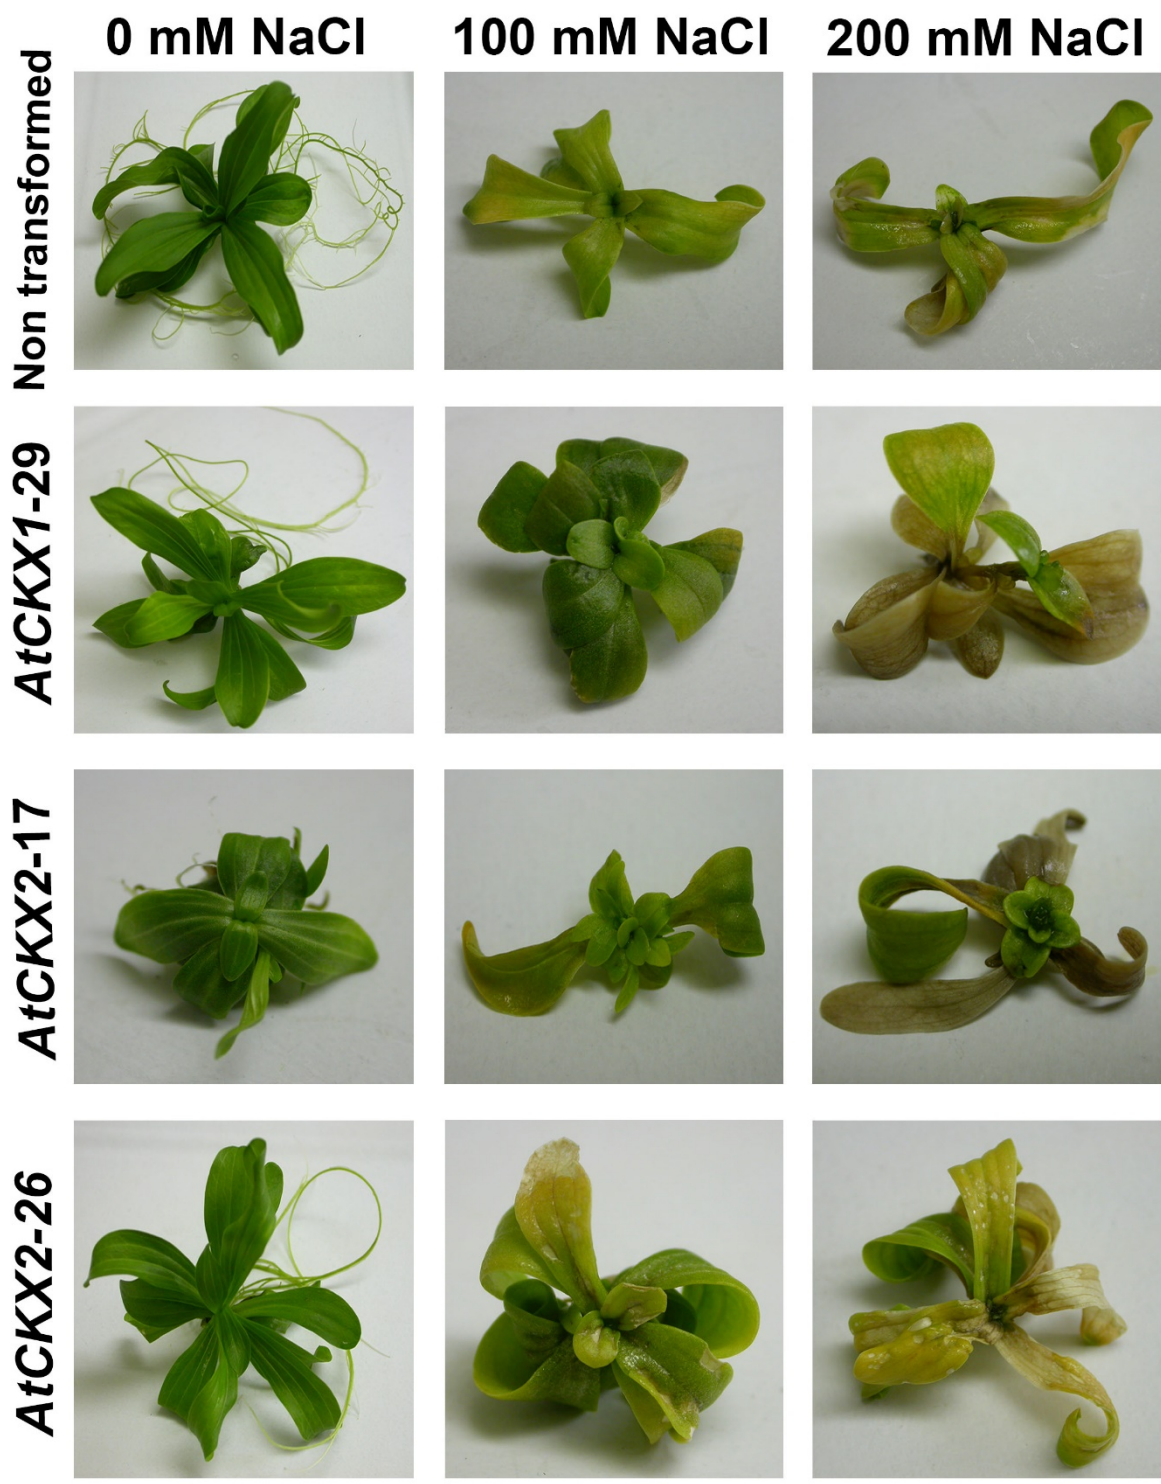 0 mM NaCl 100 mM NaCl 200 mM NaCl
Non transformed
AtCKX1-29
AtCKX2-17
AtCKX2-26